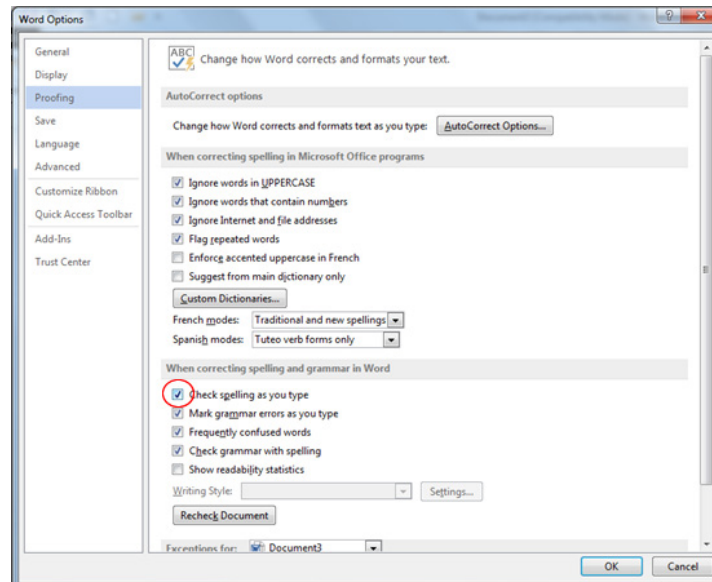 Word Options
General
Display
Proofing
Save
Language
Advanced
Customize Ribbon
Quick Access Toolbar
Add-Ins
Trust Center
ABC
Change how Word corrects and formats your text.
AutoCorrect options
Change how Word corrects and formats text as you type: AutoCorrect Options...
When correcting spelling in Microsoft Office programs
Ignore words in UPPERCASE
Ignore words that contain numbers
Ignore Internet and file addresses
Flag repeated words
Enforce accented uppercase in French
Suggest from main dictionary only
Custom Dictionaries...
French modes: Traditional and new spellings
Spanish modes: Tuteo verb forms only
When correcting spelling and grammar in Word
Check spelling as you type
Mark grammar errors as you type
Frequently confused words
Check grammar with spelling
Show readability statistics
Writing Style: Settings...
Recheck Document
Exceptions for: Document3
OK Cancel